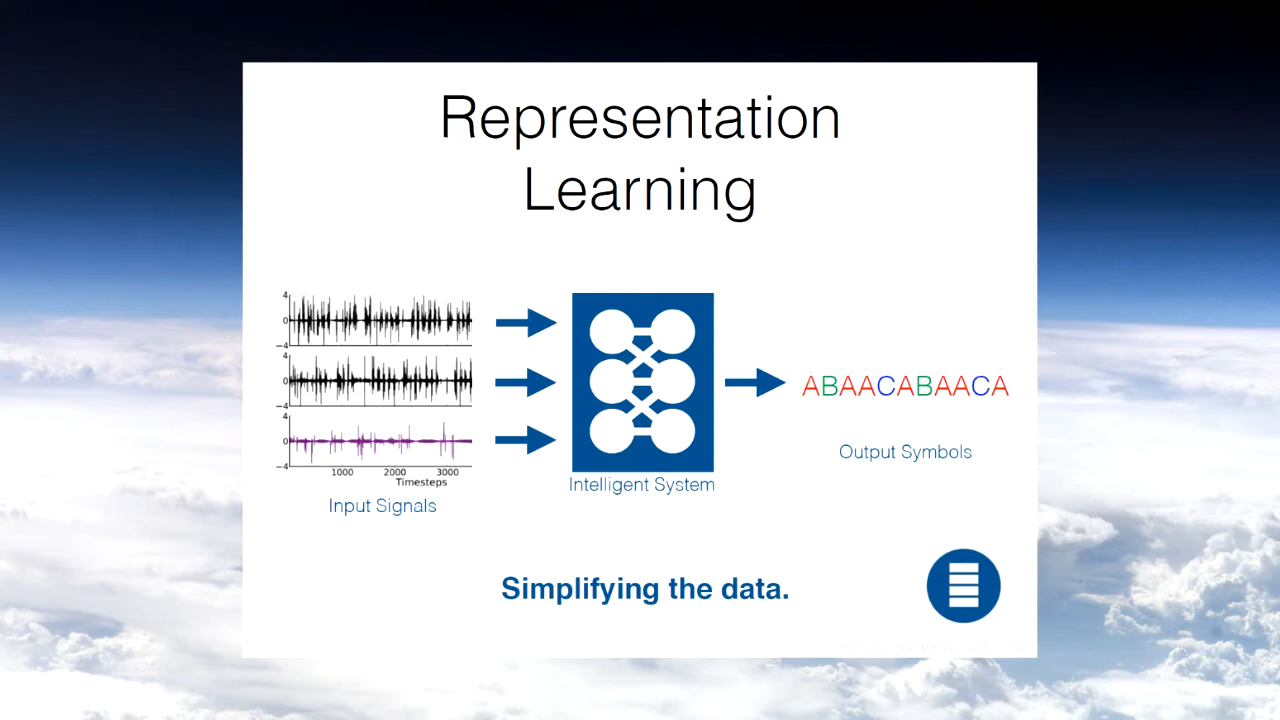 Representation
Learning
4
0
−4
4
0
−4
4
0
−4
1000 2000 3000
Timesteps
Input Signals
Intelligent System
ABAACABAACA
Output Symbols
Simplifying the data.